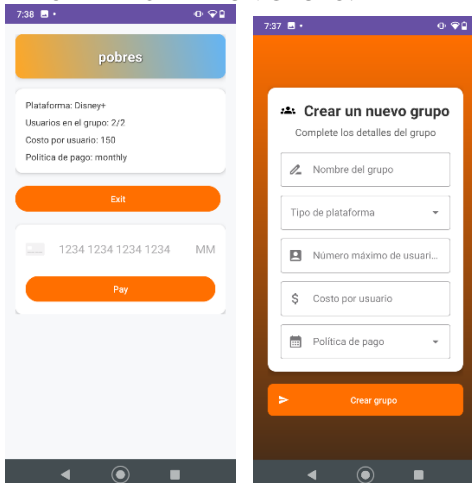 7:38
pobres
Plataforma: Disney+
Usuarios en el grupo: 2/2
Costo por usuario: 150
Politica de pago: monthly
Exit
1234 1234 1234 1234 MM
Pay
7:37
Crear un nuevo grupo
Complete los detalles del grupo
Nombre del grupo
Tipo de plataforma
Número máximo de usuari...
$ Costo por usuario
Política de pago
Crear grupo